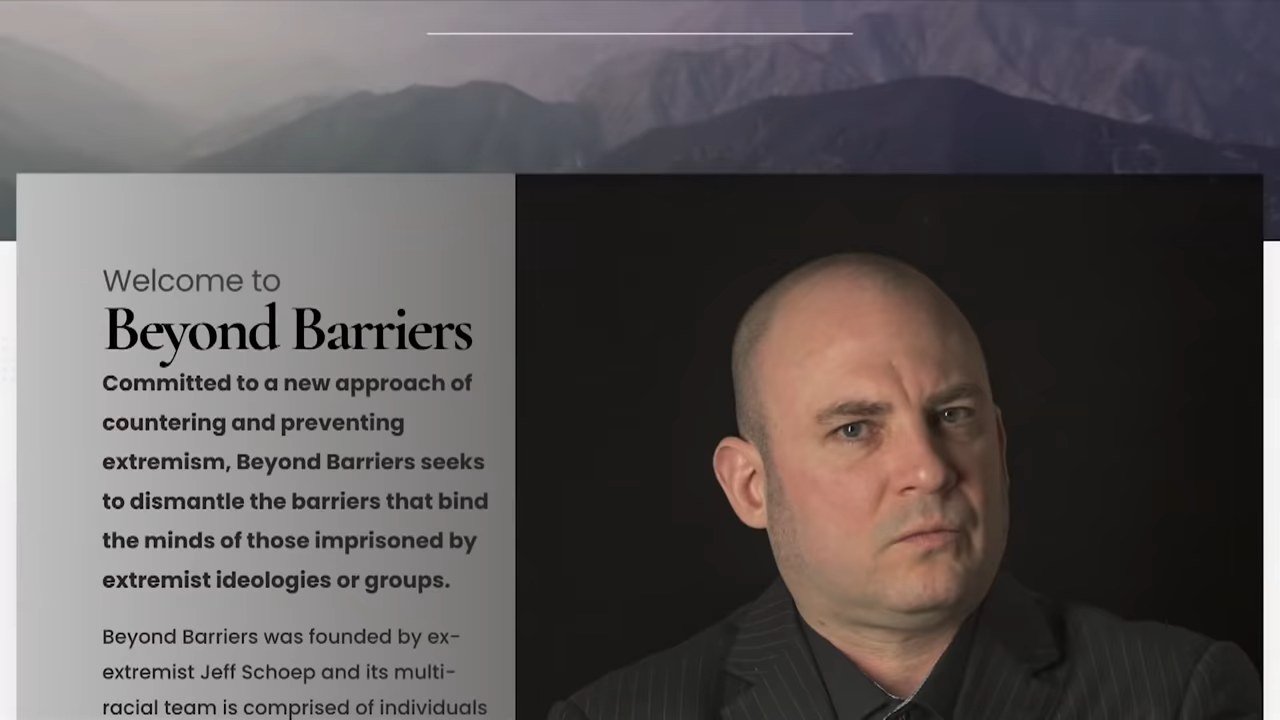 Welcome to
Beyond Barriers
Committed to a new approach of
countering and preventing
extremism, Beyond Barriers seeks
to dismantle the barriers that bind
the minds of those imprisoned by
extremist ideologies or groups.
Beyond Barriers was founded by ex-
extremist Jeff Schoep and its multi-
racial team is comprised of individuals